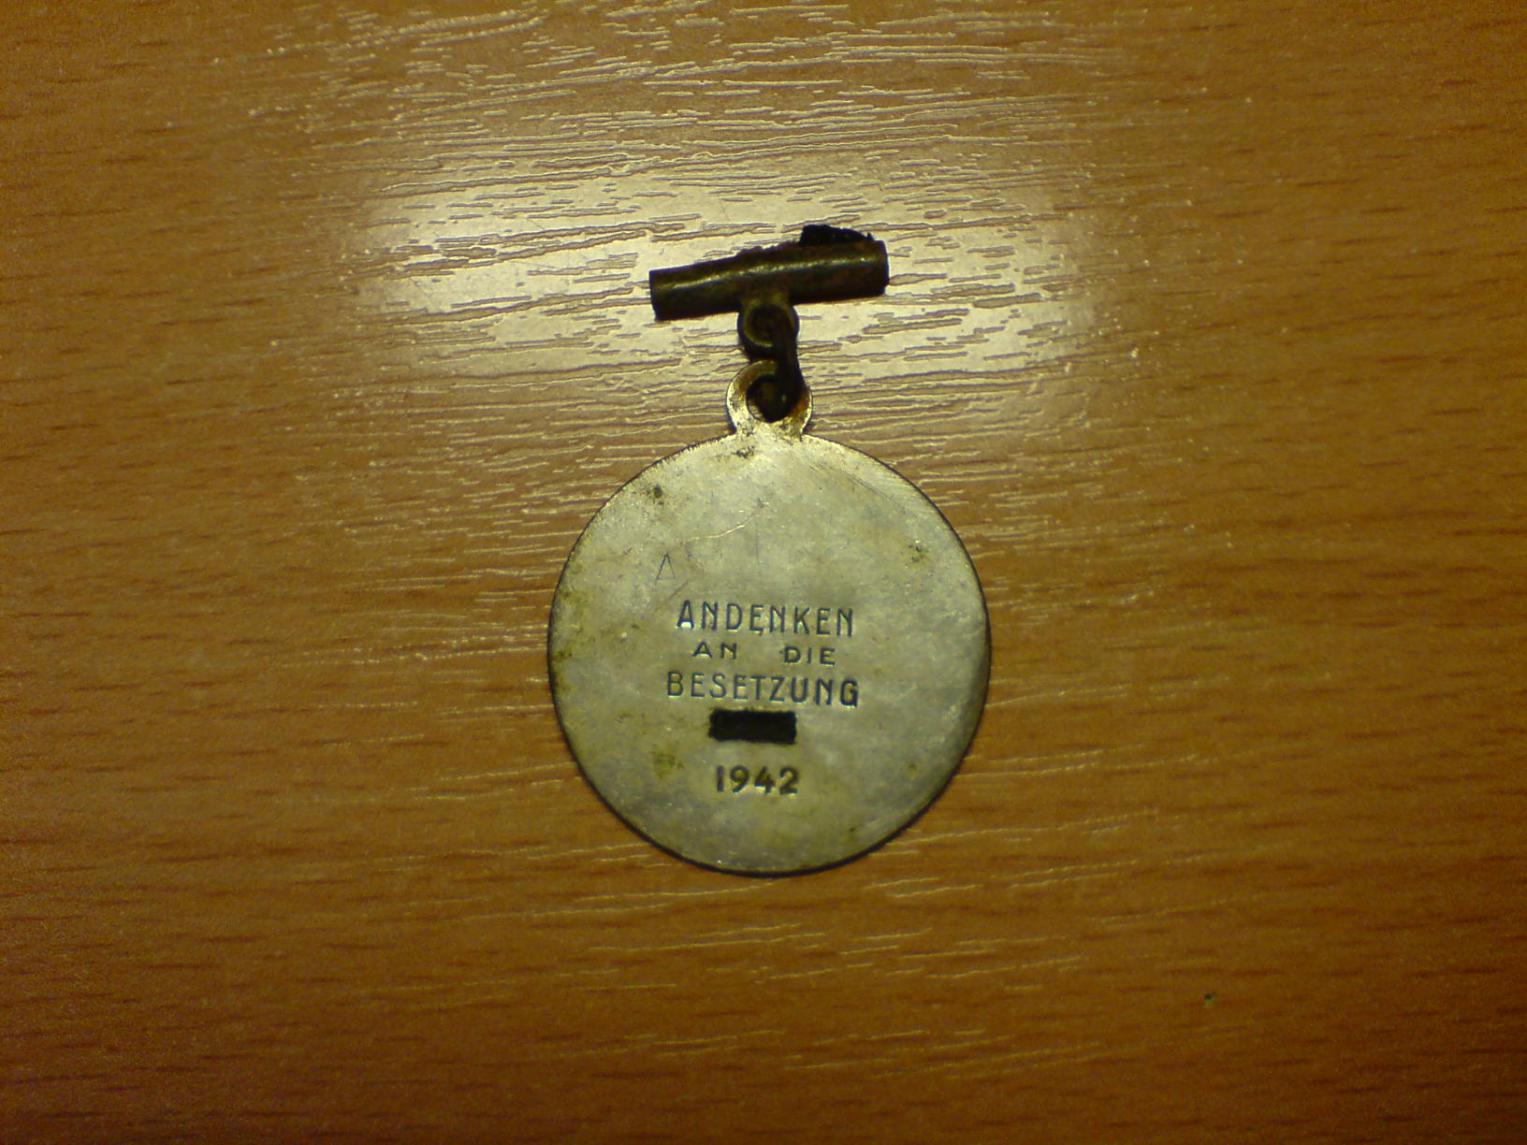 ANDENKEN
AN DIE
BESETZUNG
1942